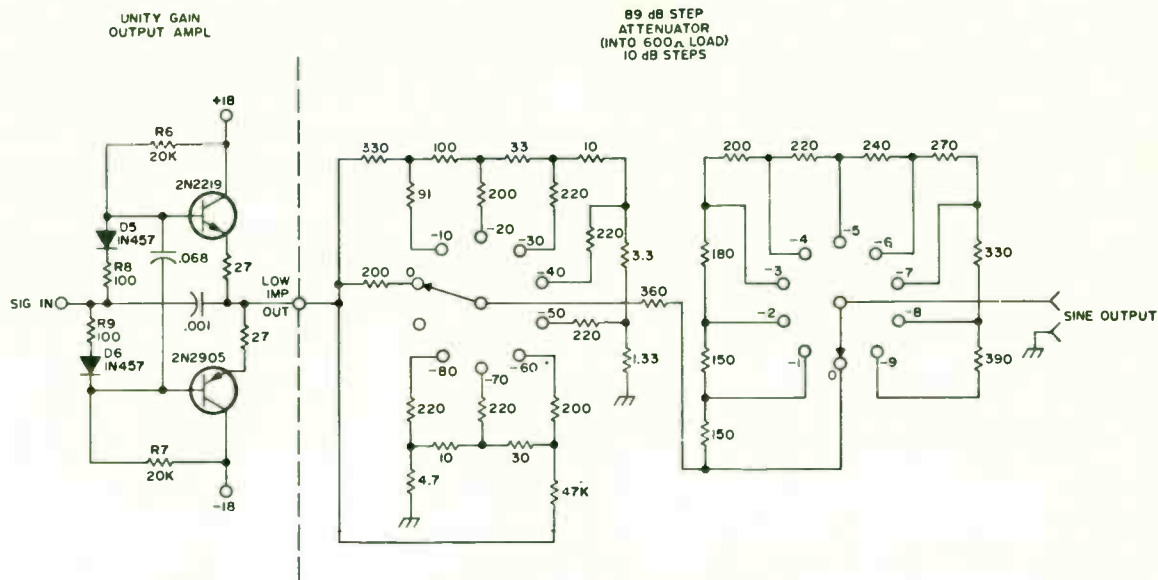 UNITY GAIN
OUTPUT AMPL
89 dB STEP
ATTENUATOR
(INTO 600Ω LOAD)
10 dB STEPS
+18
R6
20K
2N2219
D5
IN457
R8
100
.068
27
SIG IN
LOW
IMP
OUT
.001
R9
100
D6
IN457
2N2905
27
R7
20K
-18
330
100
33
10
91
200
220
220
-10
-20
-30
-40
3.3
200
0
360
-50
220
1.33
-80
-70
-60
220
220
200
10
30
4.7
47K
200
220
240
270
180
-4
-5
-6
330
-3
-7
-2
-8
SINE OUTPUT
150
-1
0
-9
390
150